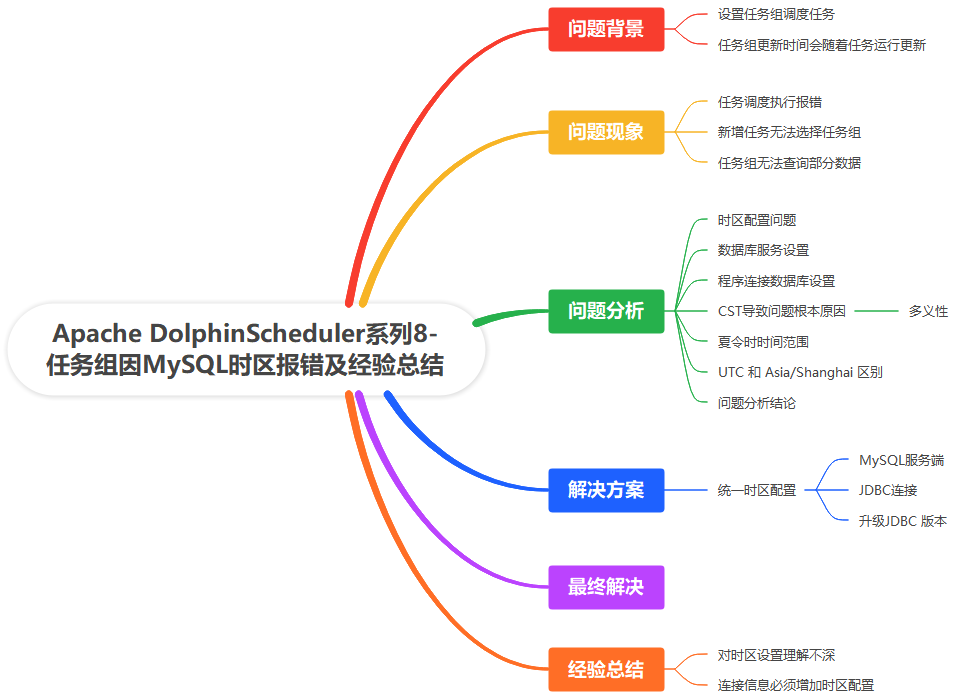 Apache DolphinScheduler系列8-
任务组因MySQL时区报错及经验总结
问题背景
设置任务组调度任务
任务组更新时间会随着任务运行更新
问题现象
任务调度执行报错
新增任务无法选择任务组
任务组无法查询部分数据
问题分析
时区配置问题
数据库服务设置
程序连接数据库设置
CST导致问题根本原因
多义性
夏令时时间范围
UTC 和 Asia/Shanghai 区别
问题分析结论
解决方案
统一时区配置
MySQL服务端
JDBC连接
升级JDBC 版本
最终解决
经验总结
对时区设置理解不深
连接信息必须增加时区配置